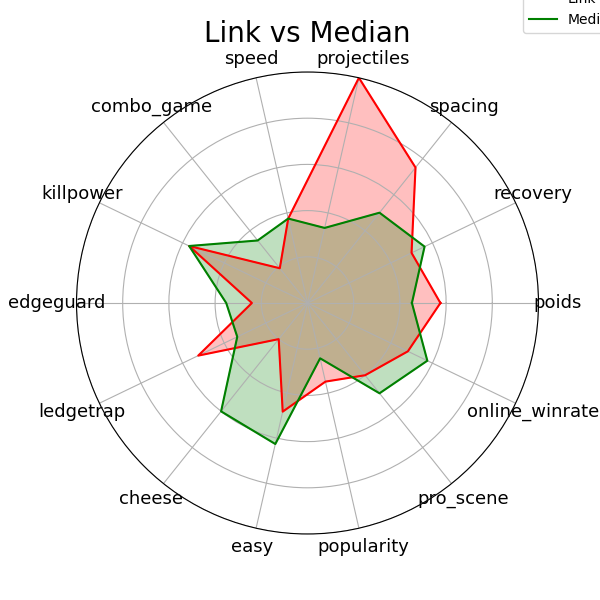 Link vs Median
Medi
speed
projectiles
combo_game
spacing
killpower
recovery
edgeguard
poids
ledgetrap
online_winrate
cheese
pro_scene
easy
popularity